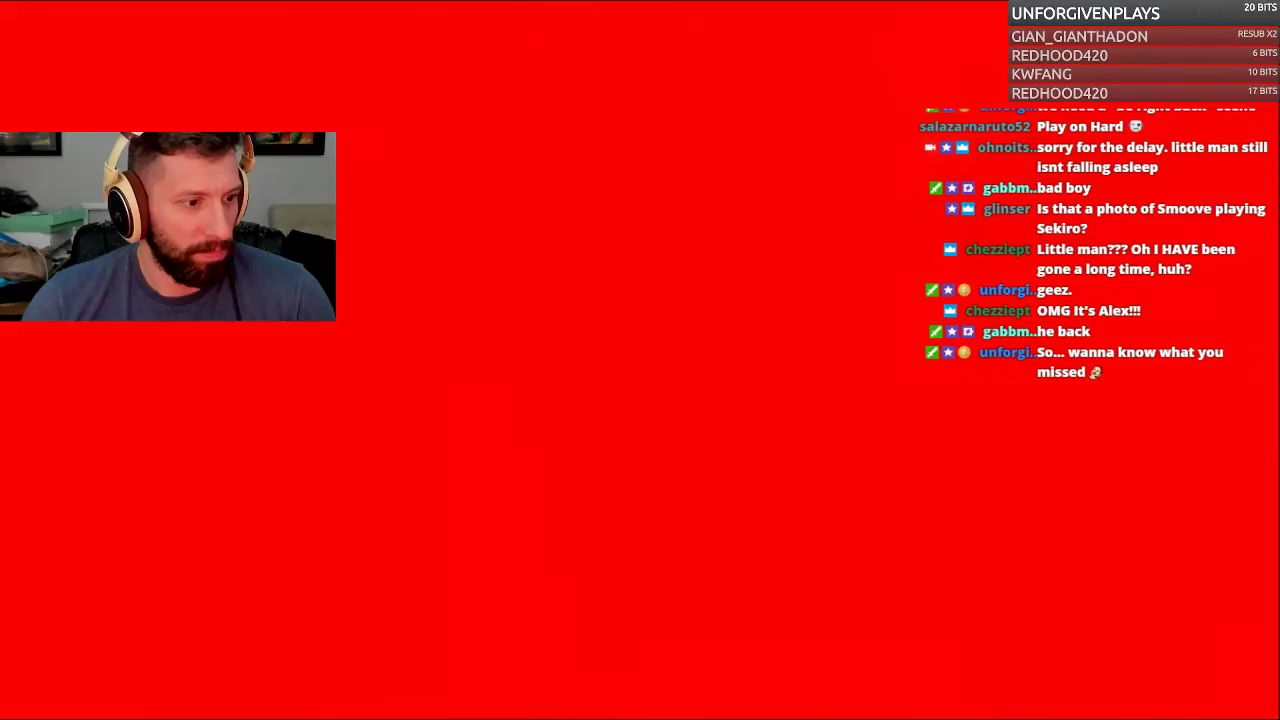 UNFORGIVENPLAYS 20 BITS
GIAN_GIANTHADON RESUB X2
REDHOOD420 6 BITS
KWFANG 10 BITS
REDHOOD420 17 BITS
salazarnaruto52 Play on Hard
ohnoits.. sorry for the delay. little man still
isnt falling asleep
gabbm.. bad boy
glinser Is that a photo of Smoove playing
Sekiro?
chezziept Little man??? Oh I HAVE been
gone a long time, huh?
unforgi.. geez.
chezziept OMG It's Alex!!!
gabbm.. he back
unforgi.. So... wanna know what you
missed